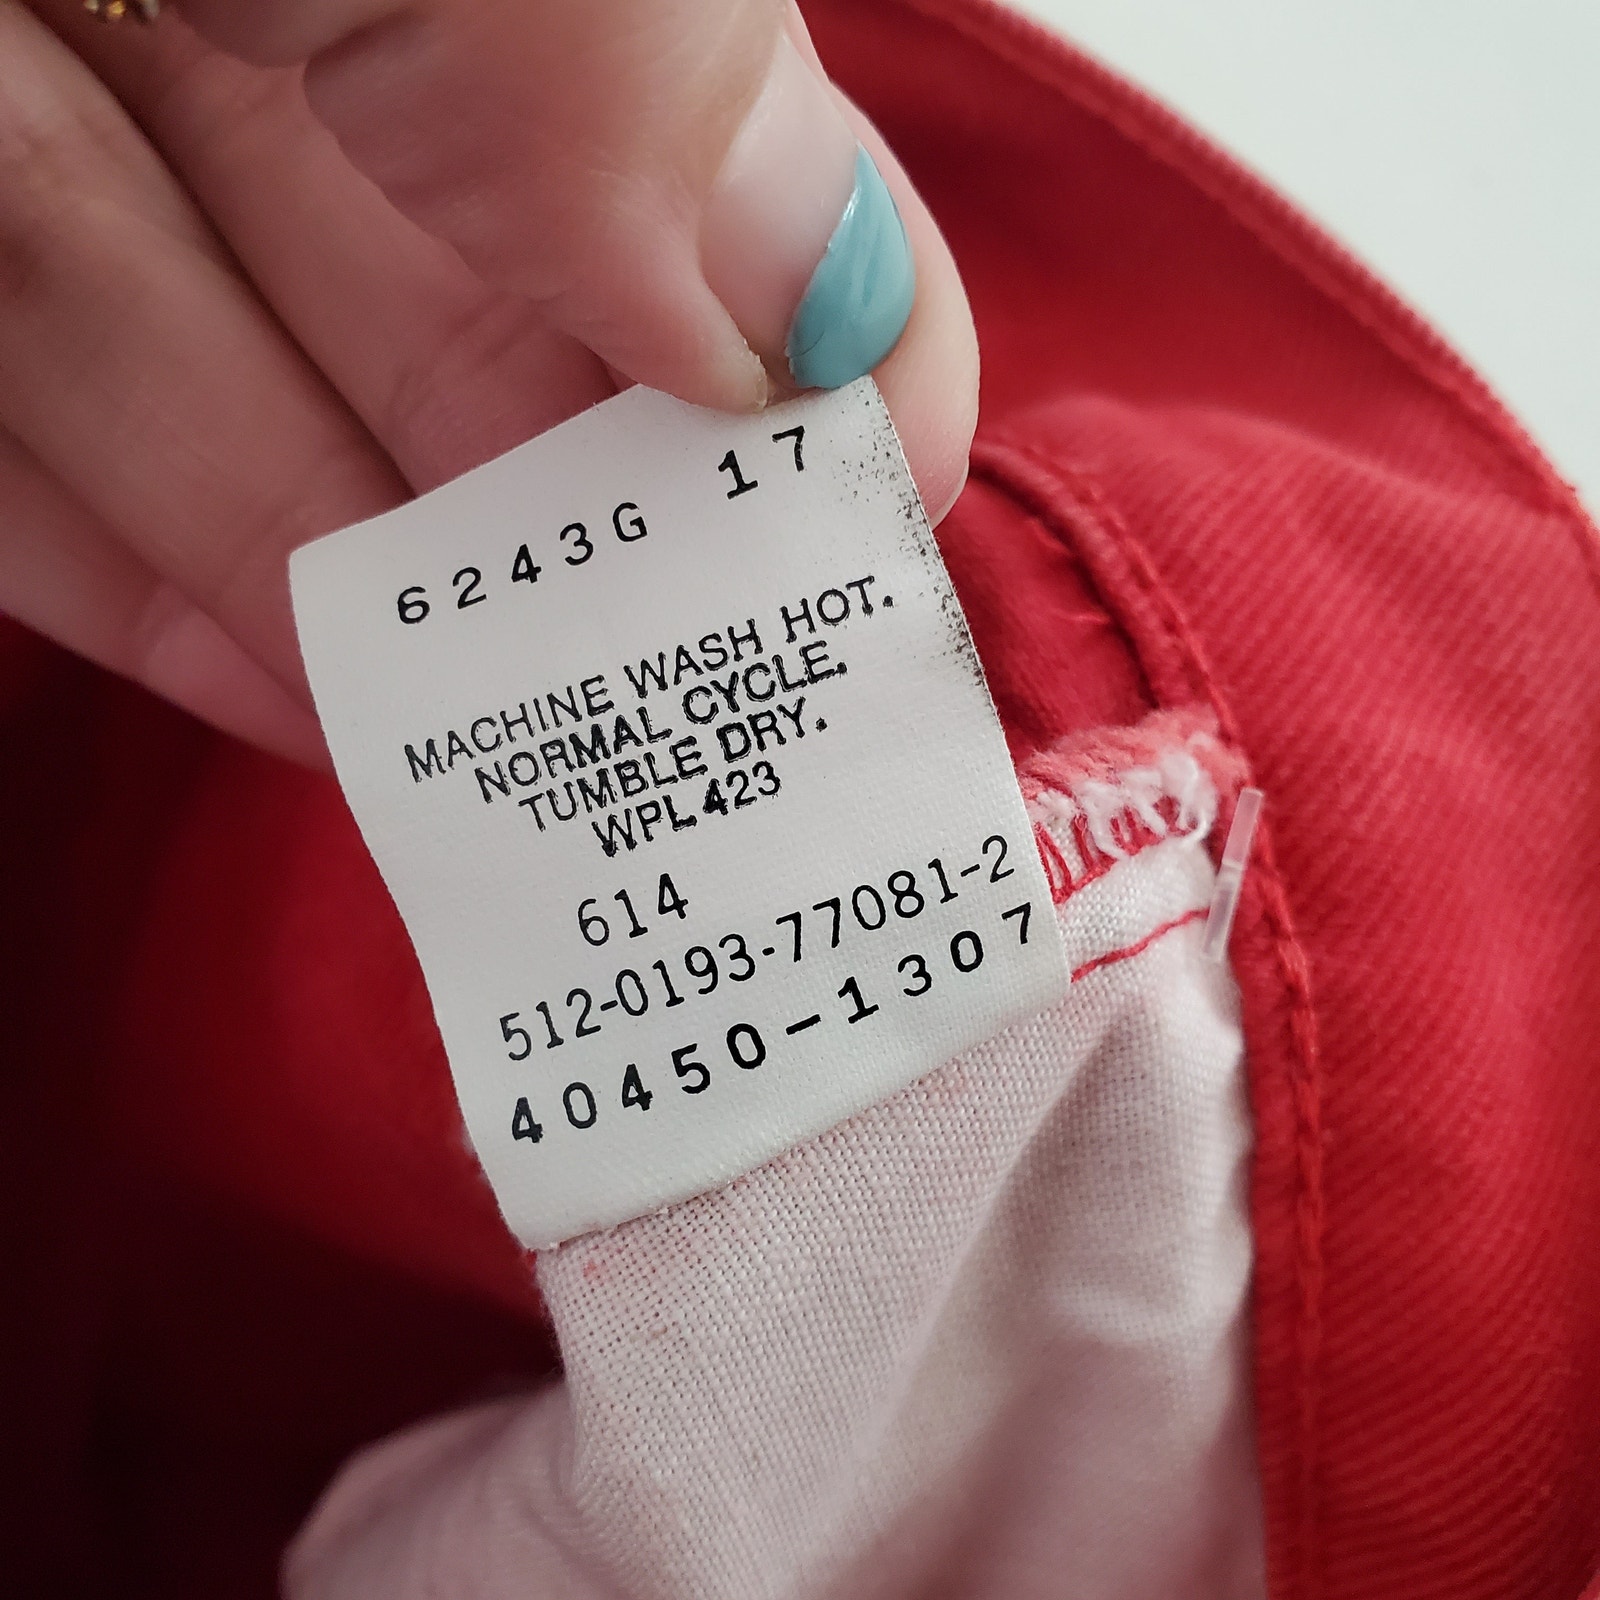 6243G 17
MACHINE WASH HOT.
NORMAL CYCLE.
TUMBLE DRY.
WPL423
614
512-0193-77081-2
40450-1307